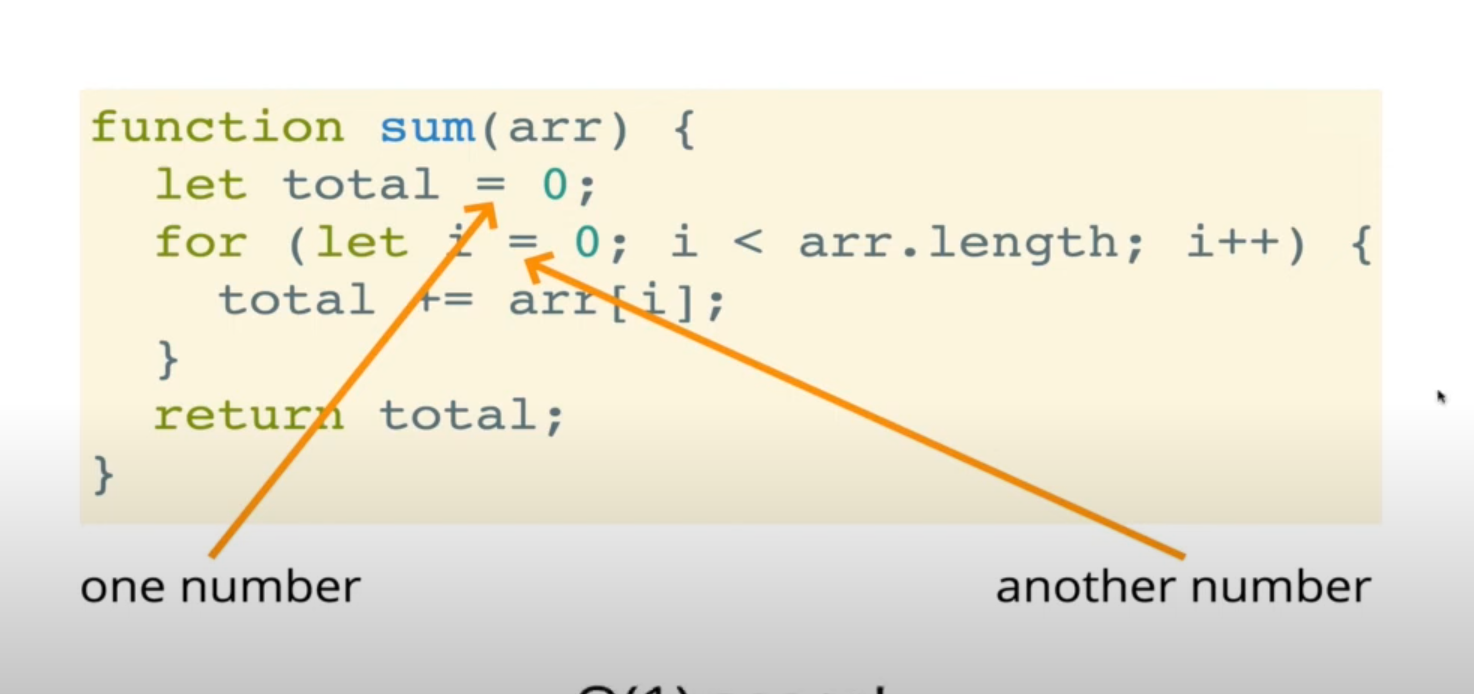 function sum(arr) {
let total = 0;
for (let i = 0; i < arr.length; i++) {
total += arr[i];
}
return total;
}
one number
another number